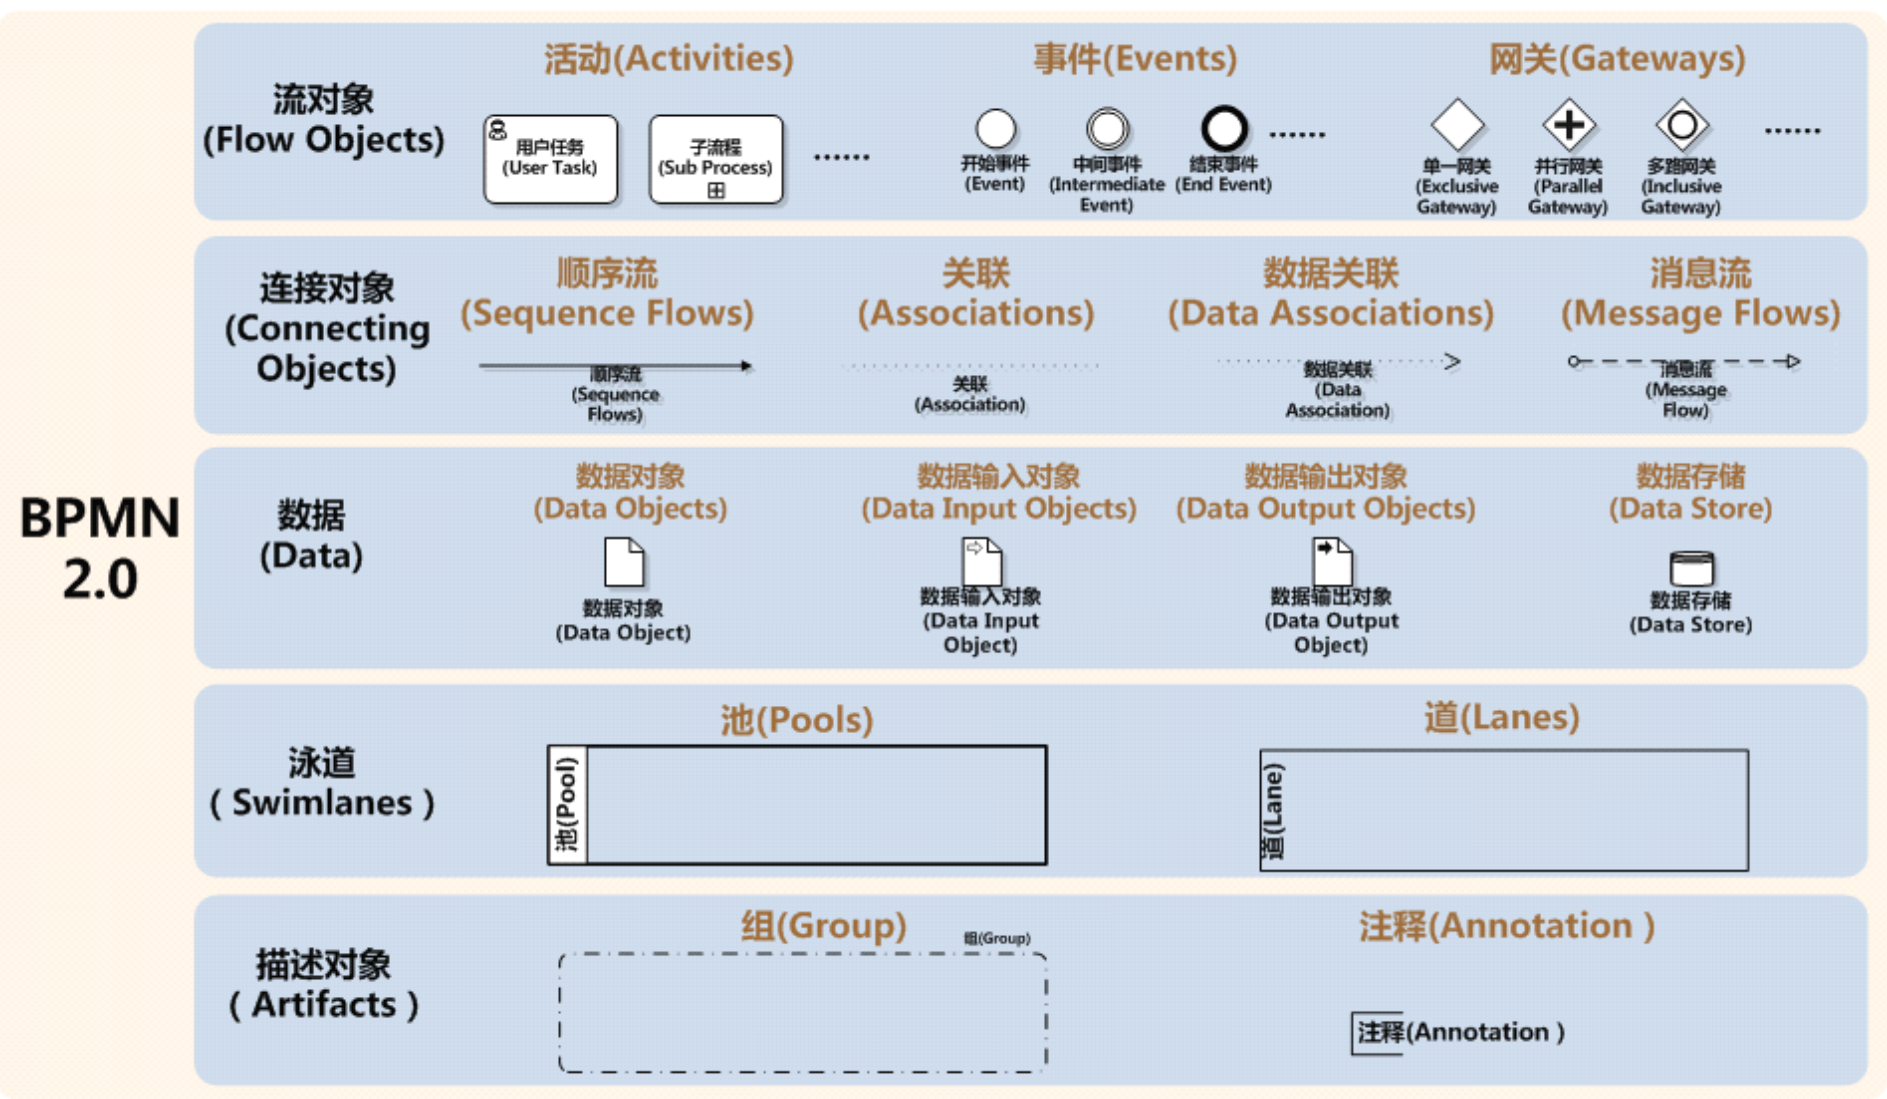 BPMN
2.0
流对象
(Flow Objects)
活动(Activities)
用户任务
(User Task)
子流程
(Sub Process)
......
事件(Events)
开始事件
(Event)
中间事件
(Intermediate
Event)
结束事件
(End Event)
......
网关(Gateways)
单一网关
(Exclusive
Gateway)
并行网关
(Parallel
Gateway)
多路网关
(Inclusive
Gateway)
......
连接对象
(Connecting
Objects)
顺序流
(Sequence Flows)
顺序流
(Sequence
Flows)
关联
(Associations)
关联
(Association)
数据关联
(Data Associations)
数据关联
(Data
Association)
消息流
(Message Flows)
消息流
(Message
Flow)
数据
(Data)
数据对象
(Data Objects)
数据对象
(Data Object)
数据输入对象
(Data Input Objects)
数据输入对象
(Data Input
Object)
数据输出对象
(Data Output Objects)
数据输出对象
(Data Output
Object)
数据存储
(Data Store)
数据存储
(Data Store)
泳道
( Swimlanes )
池(Pools)
池(Pool)
道(Lanes)
道(Lane)
描述对象
( Artifacts )
组(Group)
组(Group)
注释(Annotation )
注释(Annotation )